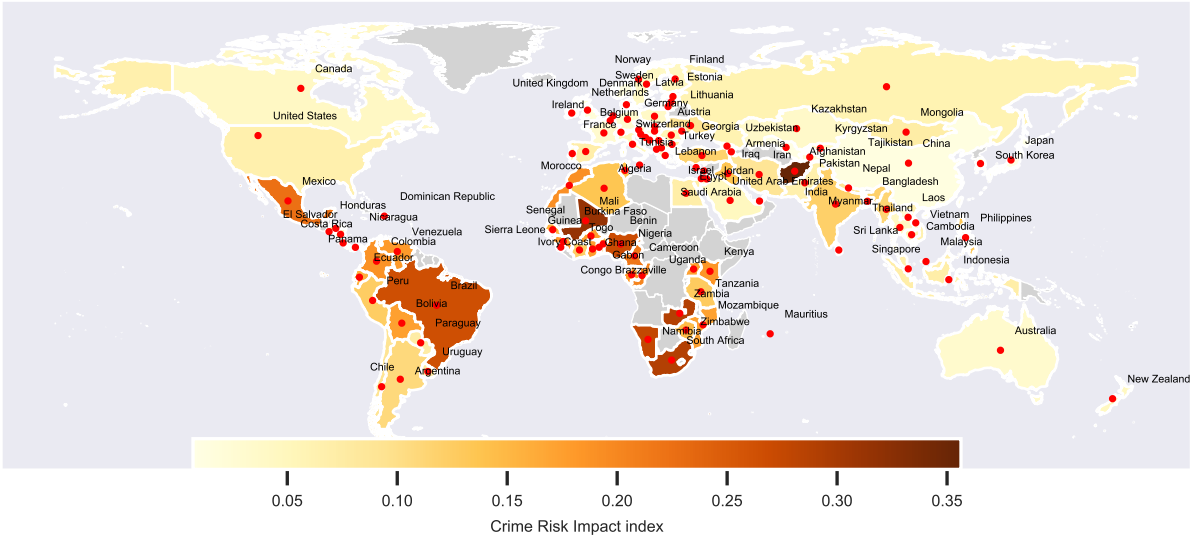 Norway
Finland
Canada
Sweden
Estonia
United Kingdom
Denmark
Latvia
Netherlands
Lithuania
Ireland
Germany
Kazakhstan
United States
Belgium
Austria
Mongolia
France
Switzerland
Georgia
Uzbekistan
Kyrgyzstan
Tunisia
Turkey
Armenia
Tajikistan
China
Japan
Lebanon
Iraq
Iran
Afghanistan
South Korea
Morocco
Algeria
Israel
Jordan
Pakistan
Nepal
Egypt
United Arab Emirates
Bangladesh
Mexico
Saudi Arabia
India
Laos
Dominican Republic
Mali
Myanmar
Honduras
Senegal
Burkina Faso
Thailand
El Salvador
Nicaragua
Guinea
Benin
Vietnam
Philippines
Costa Rica
Sierra Leone
Togo
Sri Lanka
Cambodia
Panama
Venezuela
Nigeria
Colombia
Ivory Coast
Ghana
Cameroon
Kenya
Singapore
Malaysia
Ecuador
Gabon
Uganda
Indonesia
Congo Brazzaville
Peru
Brazil
Tanzania
Zambia
Bolivia
Mozambique
Mauritius
Paraguay
Zimbabwe
Namibia
Australia
South Africa
Uruguay
Chile
Argentina
New Zealand
0.05 0.10 0.15 0.20 0.25 0.30 0.35
Crime Risk Impact index